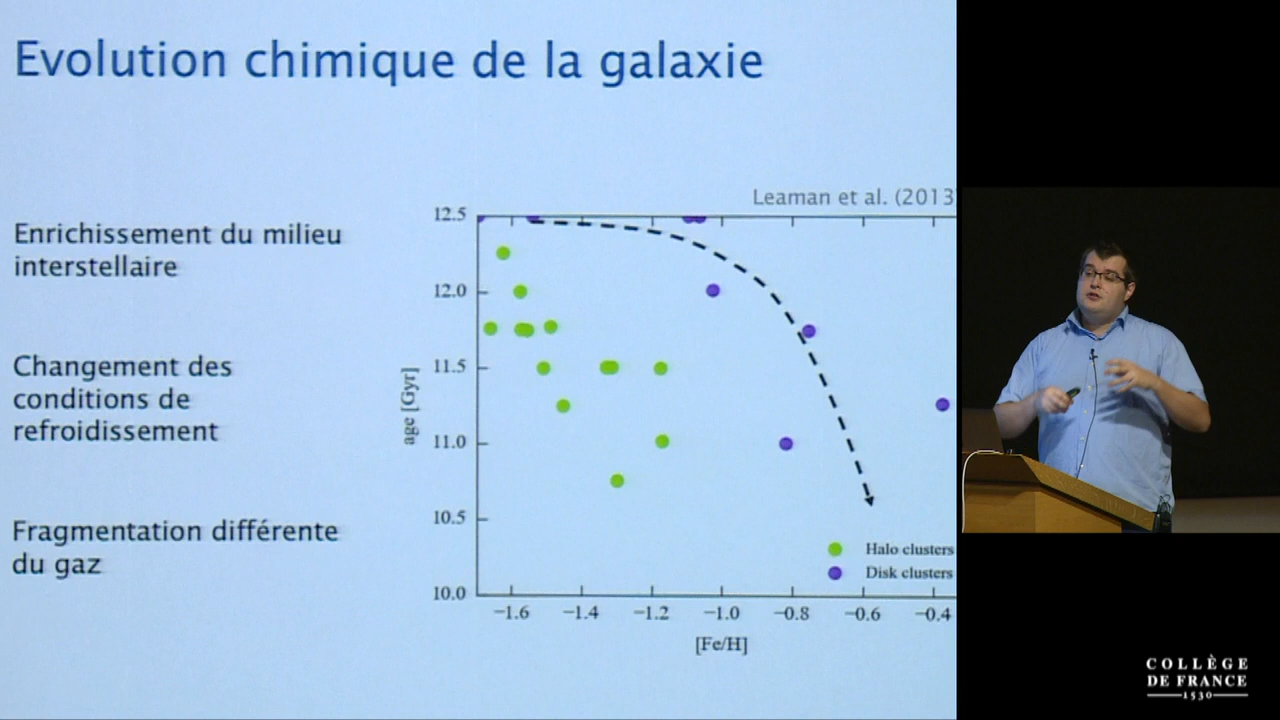 Evolution chimique de la galaxie
Leaman et al. (2013
Enrichissement du milieu
interstellaire
Changement des
conditions de
refroidissement
Fragmentation différente
du gaz
12.5
12.0
11.5
11.0
10.5
10.0
age [Gyr]
Halo clusters
Disk clusters
−1.6 −1.4 −1.2 −1.0 −0.8 −0.6 −0.4
[Fe/H]
COLLÈGE
DE FRANCE
1530